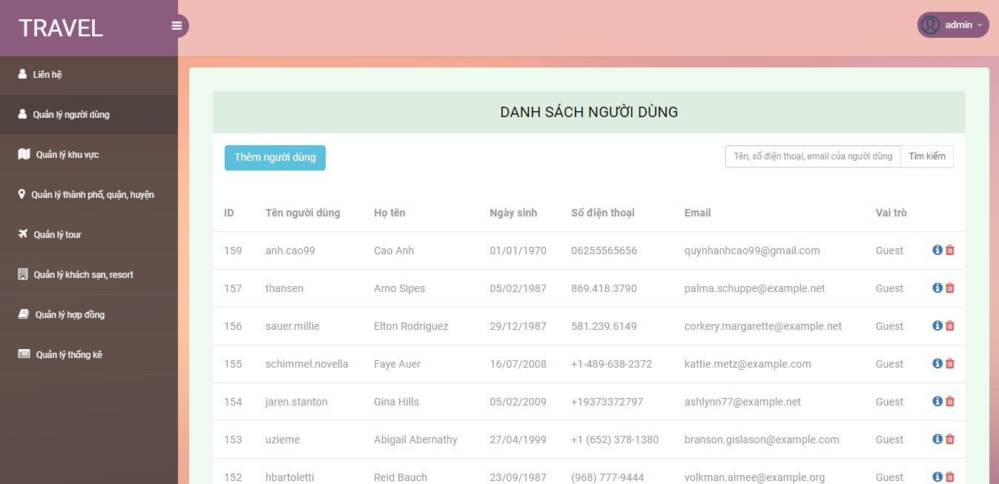 TRAVEL
admin
Liên hệ
Quản lý người dùng
Quản lý khu vực
Quản lý thành phố, quận, huyện
Quản lý tour
Quản lý khách sạn, resort
Quản lý hợp đồng
Quản lý thống kê
DANH SÁCH NGƯỜI DÙNG
Thêm người dùng
Tên, số điện thoại, email của người dùng Tìm kiếm
ID Tên người dùng Họ tên Ngày sinh Số điện thoại Email Vai trò
159 anh.cao99 Cao Anh 01/01/1970 06255565656 quynhanhcao99@gmail.com Guest
157 thansen Arno Sipes 05/02/1987 869.418.3790 palma.schuppe@example.net Guest
156 sauer.millie Elton Rodriguez 29/12/1987 581.239.6149 corkery.margarette@example.net Guest
155 schimmel.novella Faye Auer 16/07/2008 +1-489-638-2372 kattie.metz@example.com Guest
154 jaren.stanton Gina Hills 05/02/2009 +19373372797 ashlynn77@example.net Guest
153 uzieme Abigail Abernathy 27/04/1999 +1 (652) 378-1380 branson.gislason@example.com Guest
152 hbartoletti Reid Bauch 23/09/1987 (968) 777-9444 volkman.aimee@example.org Guest